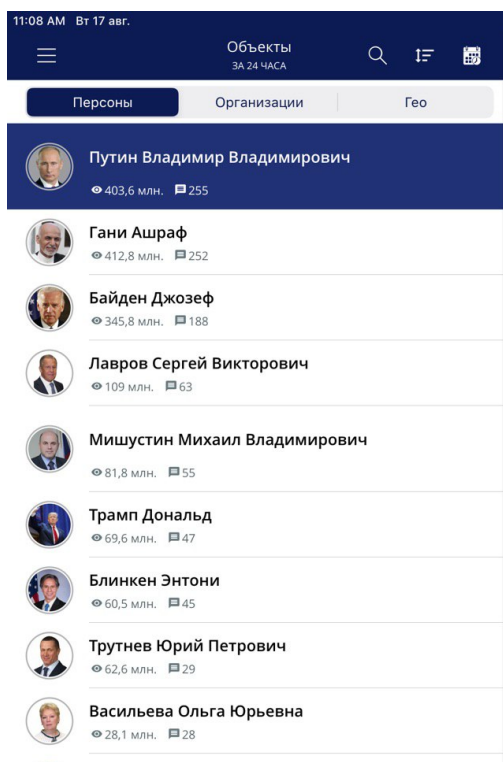 11:08 AM Вт 17 авг.
Объекты
ЗА 24 ЧАСА
Персоны Организации Гео
Путин Владимир Владимирович
403,6 млн. 255
Гани Ашраф
412,8 млн. 252
Байден Джозеф
345,8 млн. 188
Лавров Сергей Викторович
109 млн. 63
Мишустин Михаил Владимирович
81,8 млн. 55
Трамп Дональд
69,6 млн. 47
Блинкен Энтони
60,5 млн. 45
Трутнев Юрий Петрович
62,6 млн. 29
Васильева Ольга Юрьевна
28,1 млн. 28